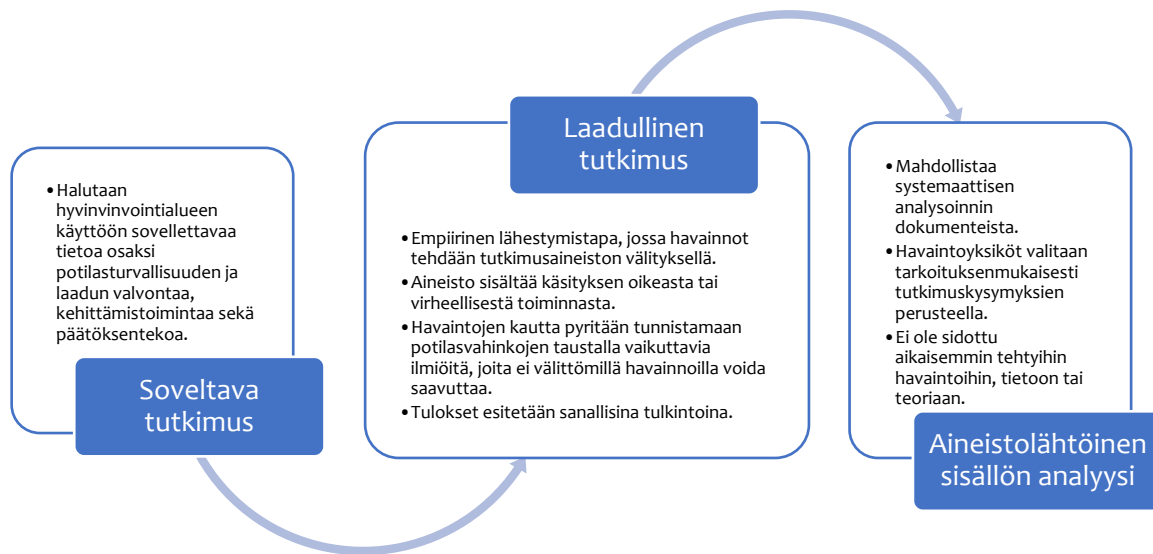 • Halutaan
hyvinvinvointialueen
käyttöön sovellettavaa
tietoa osaksi
potilasturvallisuuden ja
laadun valvontaa,
kehittämistoimintaa sekä
päätöksentekoa.
Soveltava
tutkimus
Laadullinen
tutkimus
• Empiirinen lähestymistapa, jossa havainnot
tehdään tutkimusaineiston välityksellä.
• Aineisto sisältää käsityksen oikeasta tai
virheellisestä toiminnasta.
• Havaintojen kautta pyritään tunnistamaan
potilasvahinkojen taustalla vaikuttavia
ilmiöitä, joita ei välittömillä havainnoilla voida
saavuttaa.
• Tulokset esitetään sanallisina tulkintoina.
• Mahdollistaa
systemaattisen
analysoinnin
dokumenteista.
• Havaintoyksiköt valitaan
tarkoituksenmukaisesti
tutkimuskysymyksien
perusteella.
• Ei ole sidottu
aikaisemmin tehtyihin
havaintoihin, tietoon tai
teoriaan.
Aineistolähtöinen
sisällön analyysi